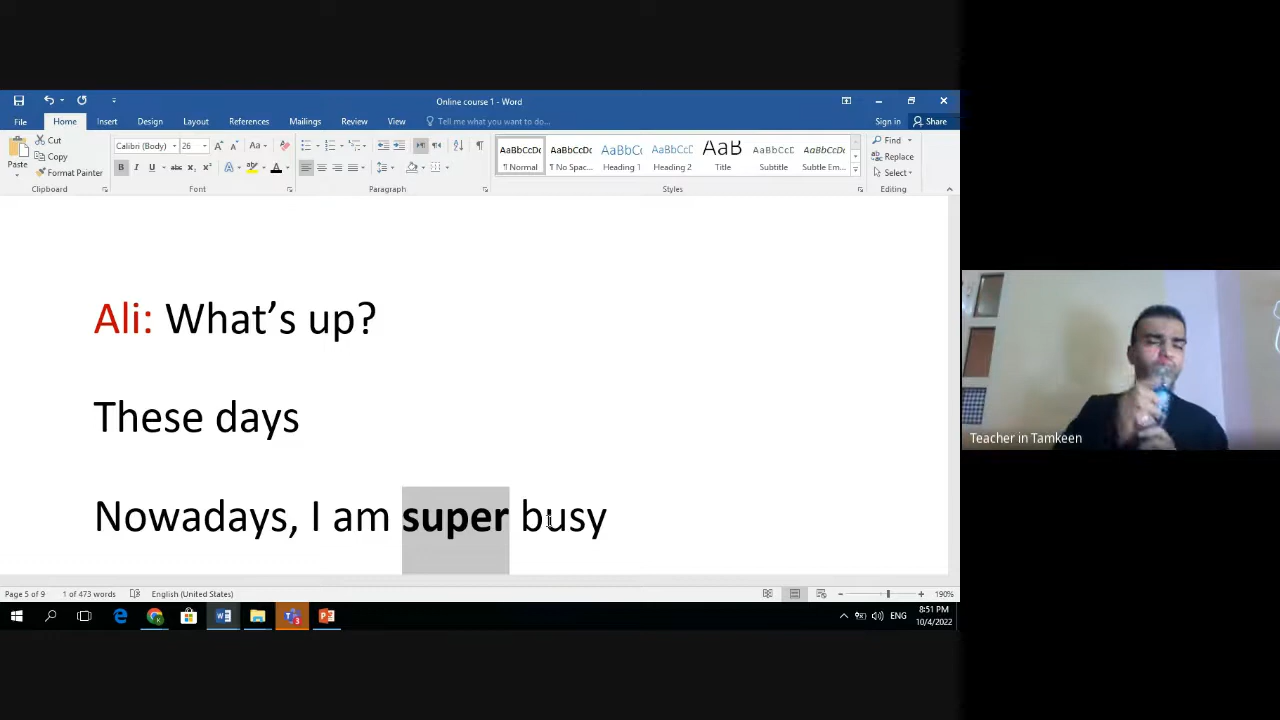 Online course 1 - Word
File Home Insert Design Layout References Mailings Review View Tell me what you want to do... Sign in Share
Cut
Copy
Format Painter
Paste
Clipboard
Calibri (Body) 26
Font
Paragraph
AaBbCcDc AaBbCcDc AaBbCc AaBbCcC AaB AaBbCcC AaBbCcDc
¶ Normal ¶ No Spac... Heading 1 Heading 2 Title Subtitle Subtle Em...
Styles
Find
Replace
Select
Editing
Ali: What's up?
These days
Nowadays, I am super busy
Teacher in Tamkeen
Page 5 of 9 1 of 473 words English (United States) 190%
ENG
8:51 PM
10/4/2022